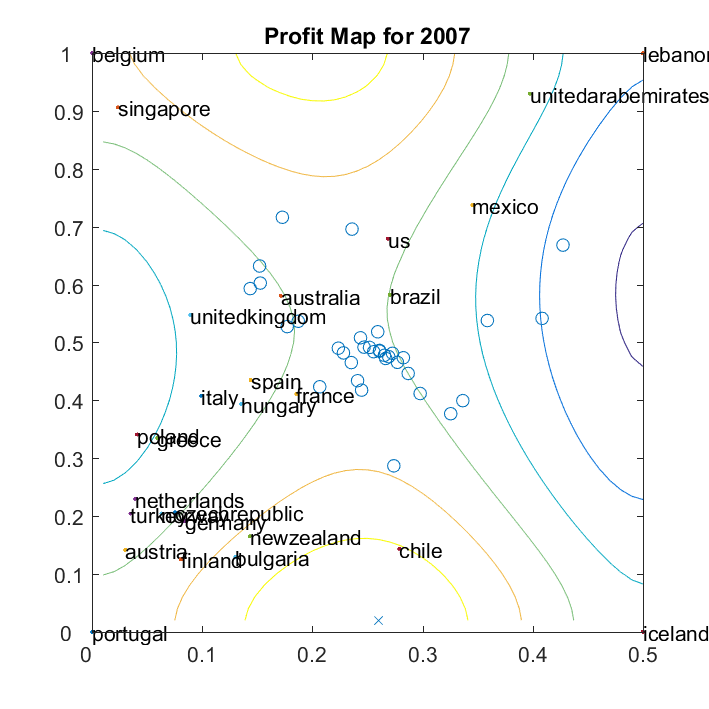 Profit Map for 2007
1
belgium
lebanon
unitedarabemirates
0.9
singapore
0.8
mexico
0.7
us
0.6
australia
brazil
unitedkingdom
0.5
spain
0.4
italy
hungary
france
poland
greece
0.3
netherlands
0.2
turkey
norway
czechrepublic
germany
newzealand
austria
finland
bulgaria
chile
0.1
0
portugal
iceland
0
0.1
0.2
0.3
0.4
0.5